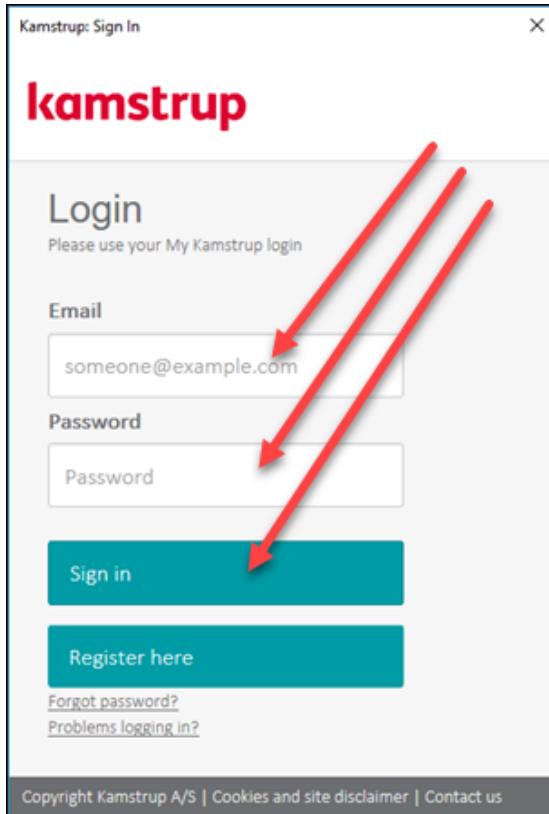 Kamstrup: Sign In
kamstrup
Login
Please use your My Kamstrup login
Email
someone@example.com
Password
Password
Sign in
Register here
Forgot password?
Problems logging in?
Copyright Kamstrup A/S | Cookies and site disclaimer | Contact us